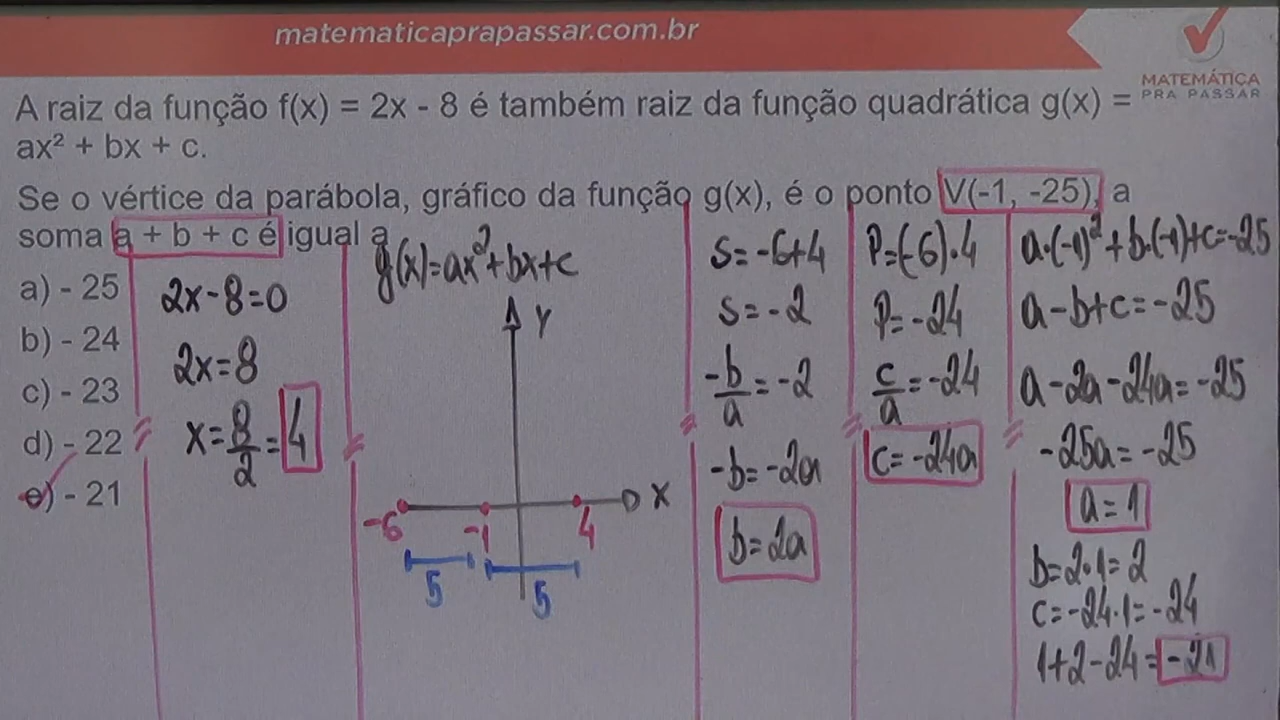 matematicaprapassar.com.br
MATEMÁTICA
PRA PASSAR
A raiz da função f(x) = 2x - 8 é também raiz da função quadrática g(x) =
ax² + bx + c.
Se o vértice da parábola, gráfico da função g(x), é o ponto V(-1, -25), a
soma a + b + c é igual a
a) - 25
b) - 24
c) - 23
d) - 22
e) - 21
2x-8=0
2x=8
x=8/2=4
g(x)=ax²+bx+c
Y
X
-6
-1
4
5
5
S=-6+4
S=-2
-b/a=-2
-b=-2a
b=2a
P=(-6)·4
P=-24
c/a=-24
c=-24a
a·(-1)²+b·(-1)+c=-25
a-b+c=-25
a-2a-24a=-25
-25a=-25
a=1
b=2·1=2
c=-24·1=-24
1+2-24=-21